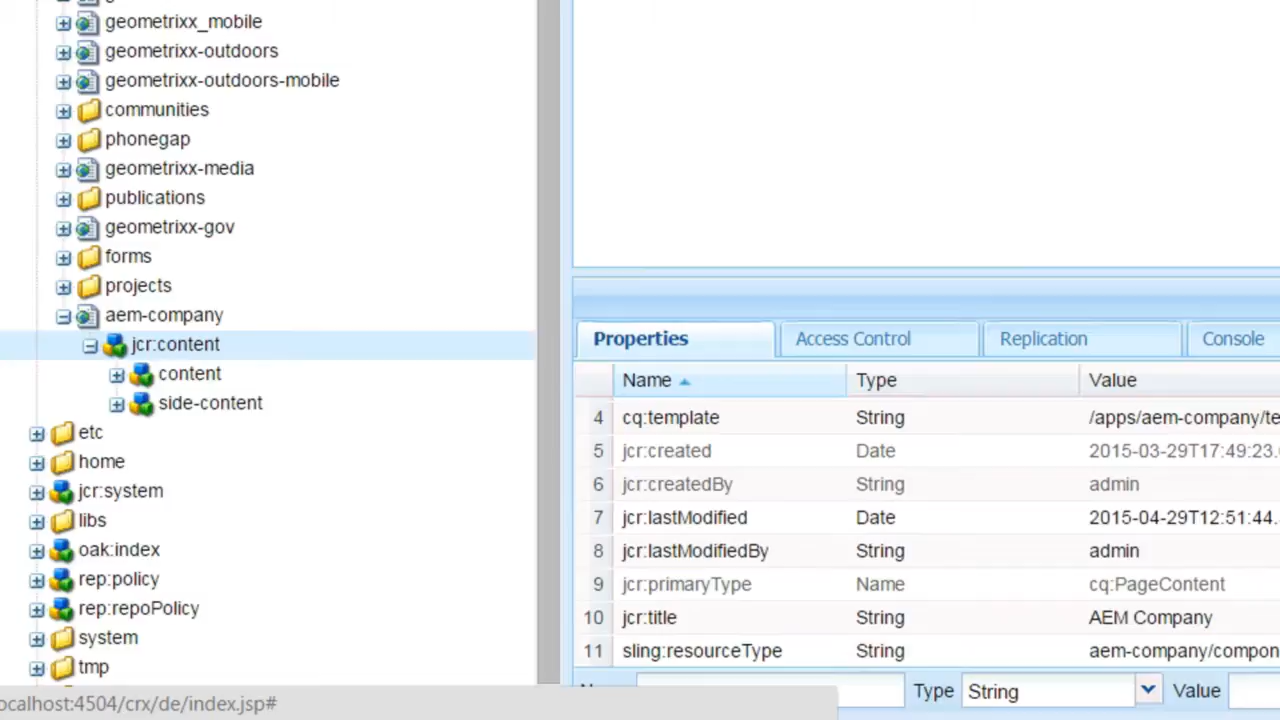 geometrixx_mobile
geometrixx-outdoors
geometrixx-outdoors-mobile
communities
phonegap
geometrixx-media
publications
geometrixx-gov
forms
projects
aem-company
jcr:content
content
side-content
etc
home
jcr:system
libs
oak:index
rep:policy
rep:repoPolicy
system
tmp
ocalhost:4504/crx/de/index.jsp#
Properties Access Control Replication Console
Name Type Value
4 cq:template String /apps/aem-company/te
5 jcr:created Date 2015-03-29T17:49:23.
6 jcr:createdBy String admin
7 jcr:lastModified Date 2015-04-29T12:51:44.
8 jcr:lastModifiedBy String admin
9 jcr:primaryType Name cq:PageContent
10 jcr:title String AEM Company
11 sling:resourceType String aem-company/compon
Type String Value